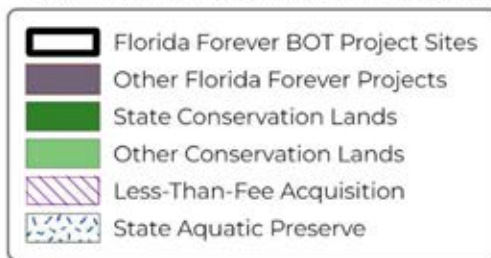 Florida Forever BOT Project Sites
Other Florida Forever Projects
State Conservation Lands
Other Conservation Lands
Less-Than-Fee Acquisition
State Aquatic Preserve